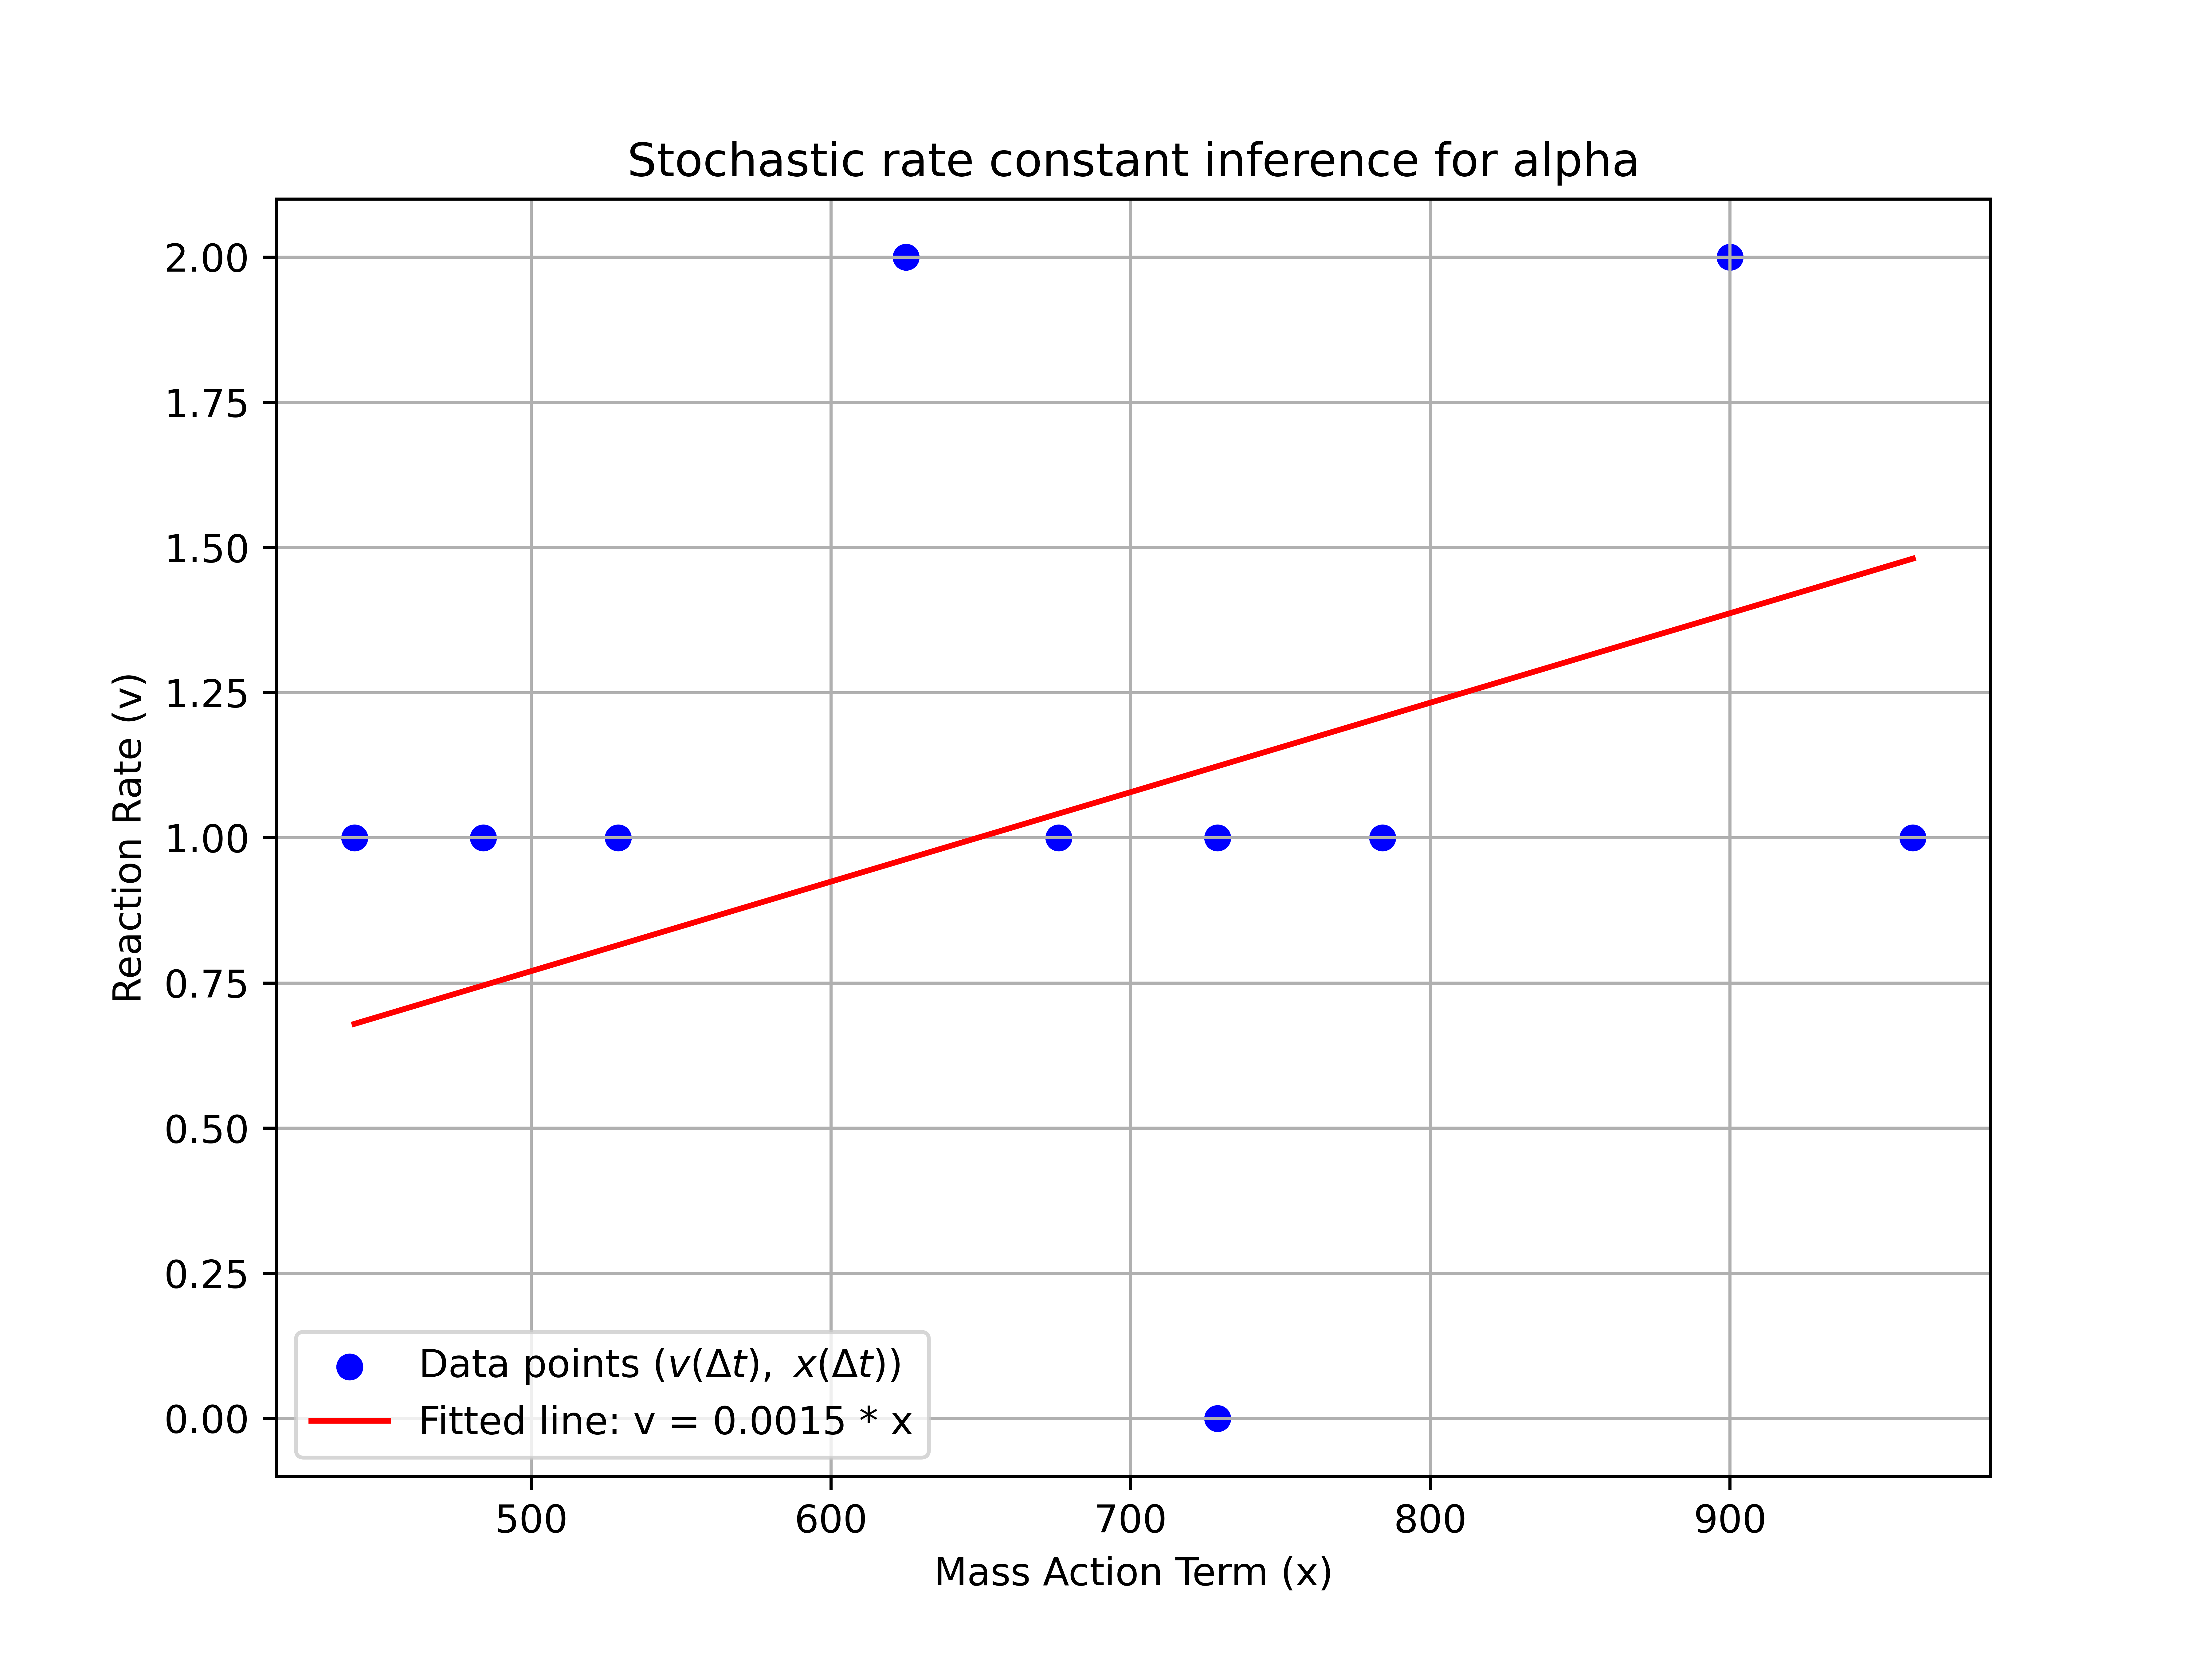 Stochastic rate constant inference for alpha
2.00
1.75
1.50
1.25
1.00
0.75
0.50
0.25
0.00
Reaction Rate (v)
Data points (v(Δt), x(Δt))
Fitted line: v = 0.0015 * x
500 600 700 800 900
Mass Action Term (x)